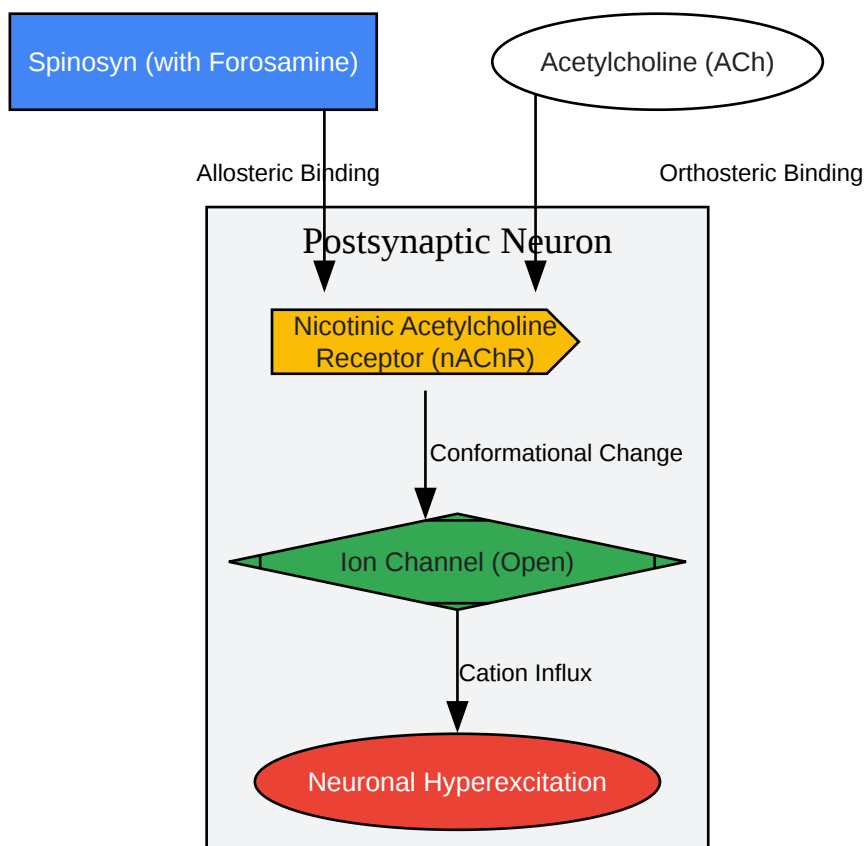 Spinosyn (with Forosamine)
Acetylcholine (ACh)
Allosteric Binding
Orthosteric Binding
Postsynaptic Neuron
Nicotinic Acetylcholine
Receptor (nAChR)
Conformational Change
Ion Channel (Open)
Cation Influx
Neuronal Hyperexcitation